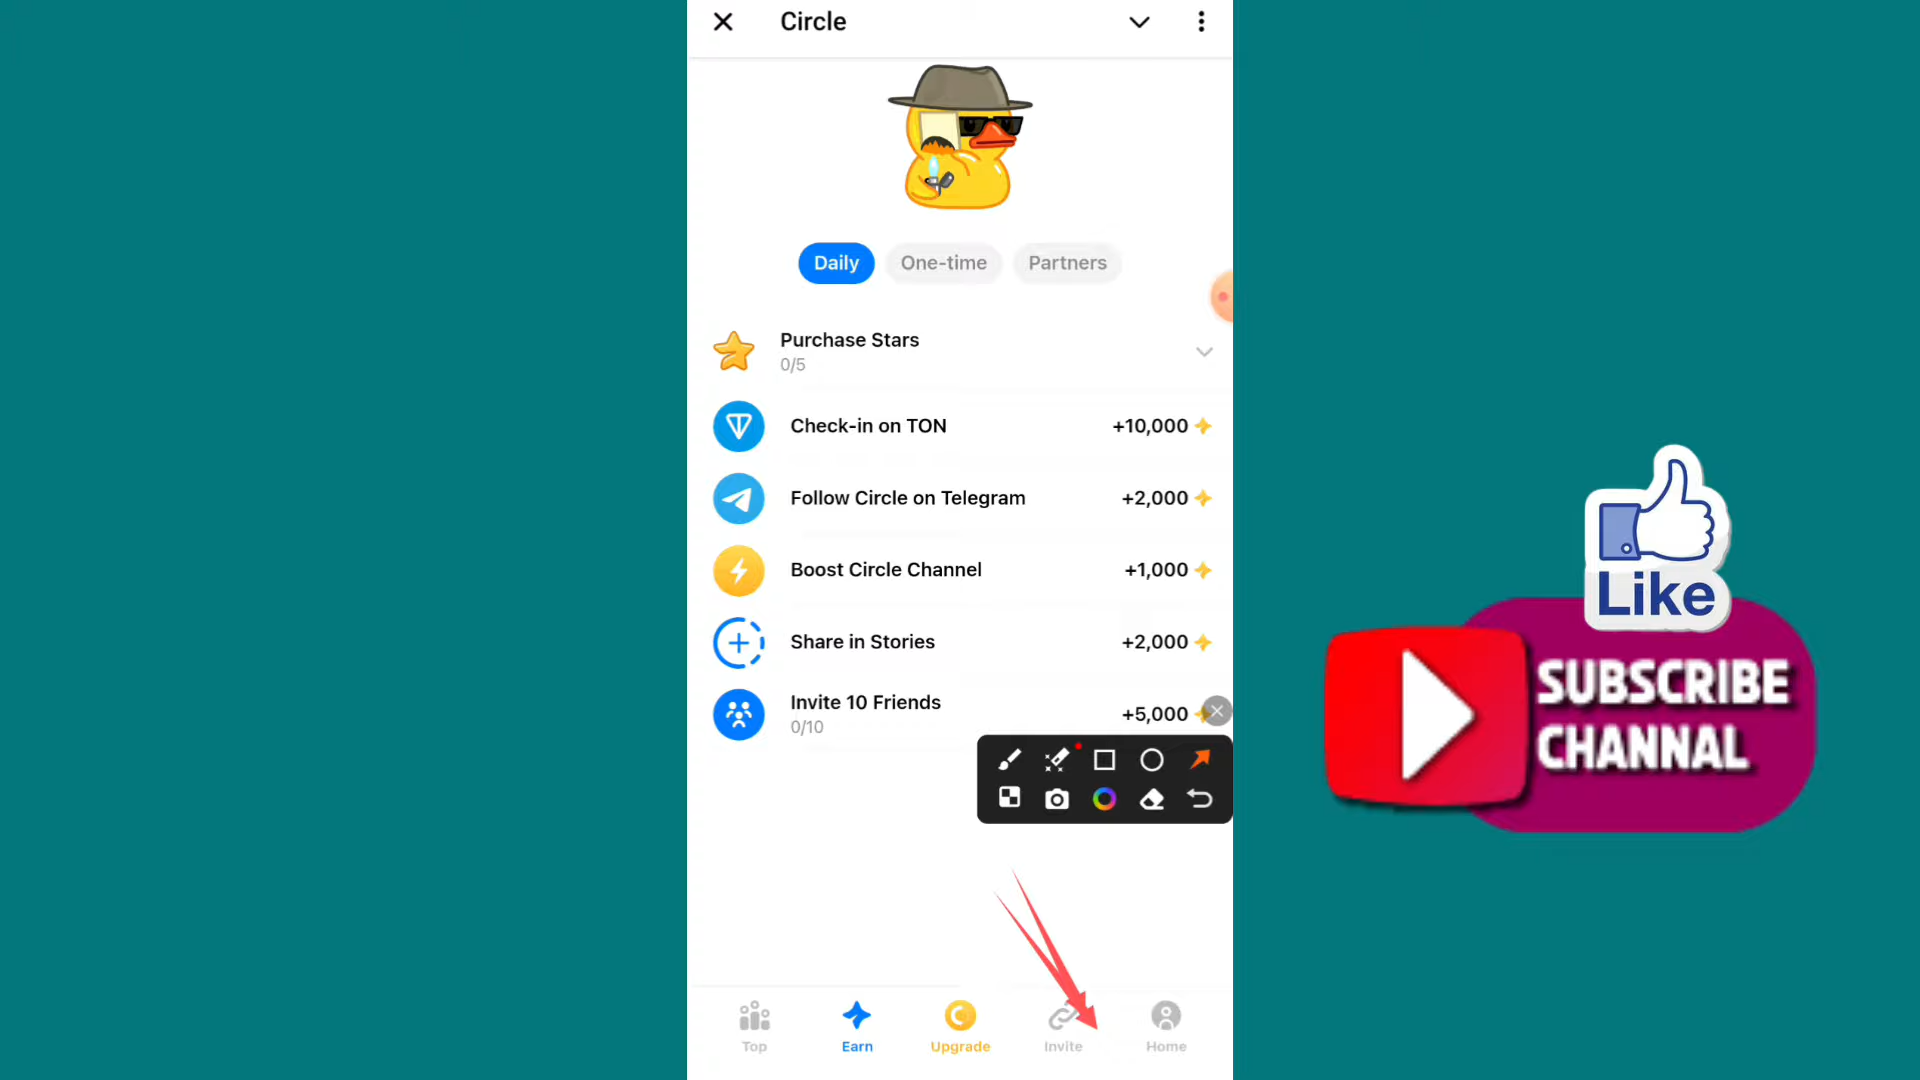 Circle
Daily One-time Partners
Purchase Stars
0/5
Check-in on TON +10,000
Follow Circle on Telegram +2,000
Boost Circle Channel +1,000
Share in Stories +2,000
Invite 10 Friends
0/10 +5,000
Like
SUBSCRIBE
CHANNAL
Top Earn Upgrade Invite Home